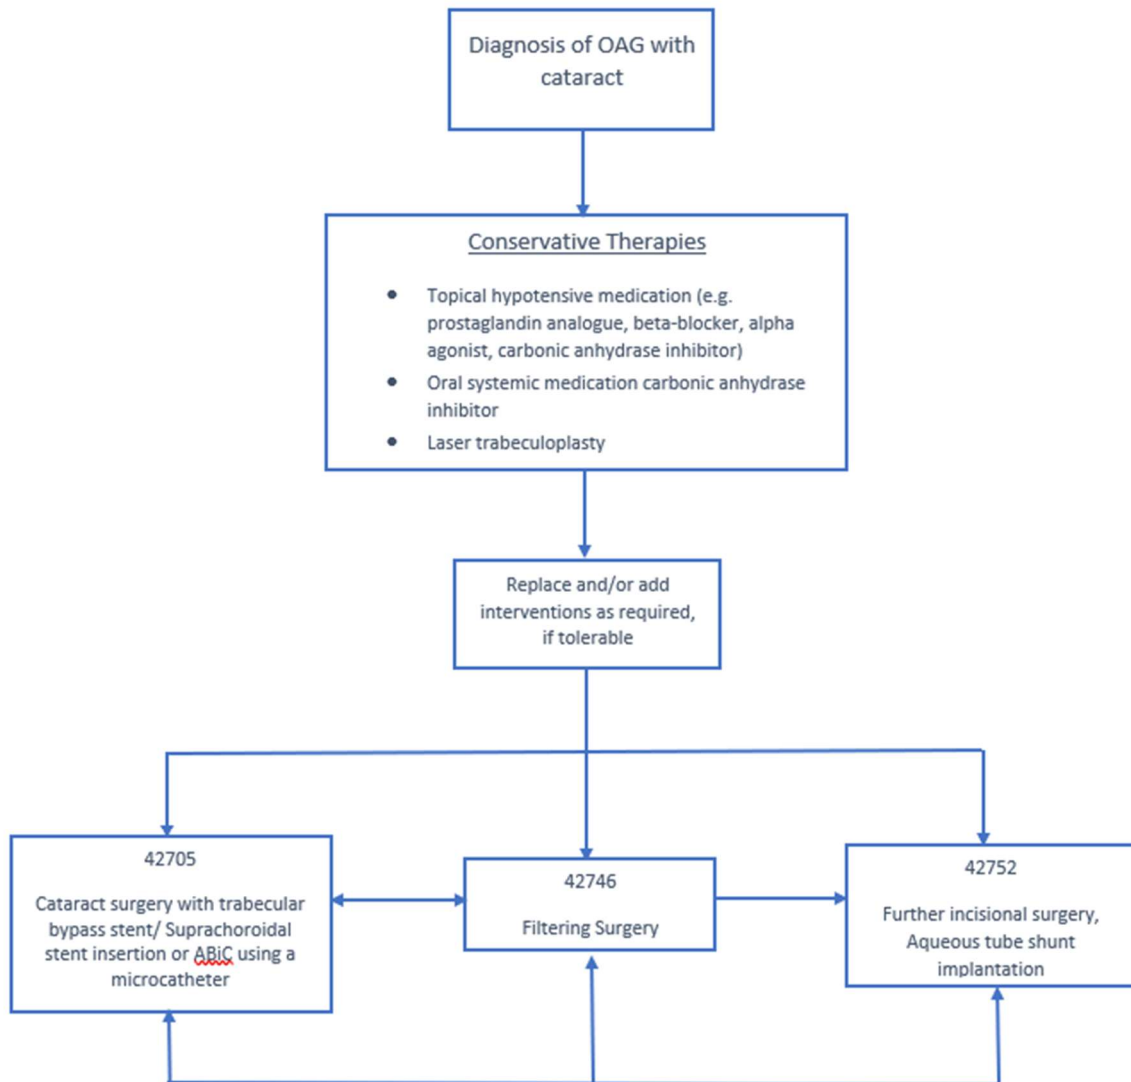 Diagnosis of OAG with
cataract
Conservative Therapies
• Topical hypotensive medication (e.g.
prostaglandin analogue, beta-blocker, alpha
agonist, carbonic anhydrase inhibitor)
• Oral systemic medication carbonic anhydrase
inhibitor
• Laser trabeculoplasty
Replace and/or add
interventions as required,
if tolerable
42705
Cataract surgery with trabecular
bypass stent/ Suprachoroidal
stent insertion or ABiC using a
microcatheter
42746
Filtering Surgery
42752
Further incisional surgery,
Aqueous tube shunt
implantation